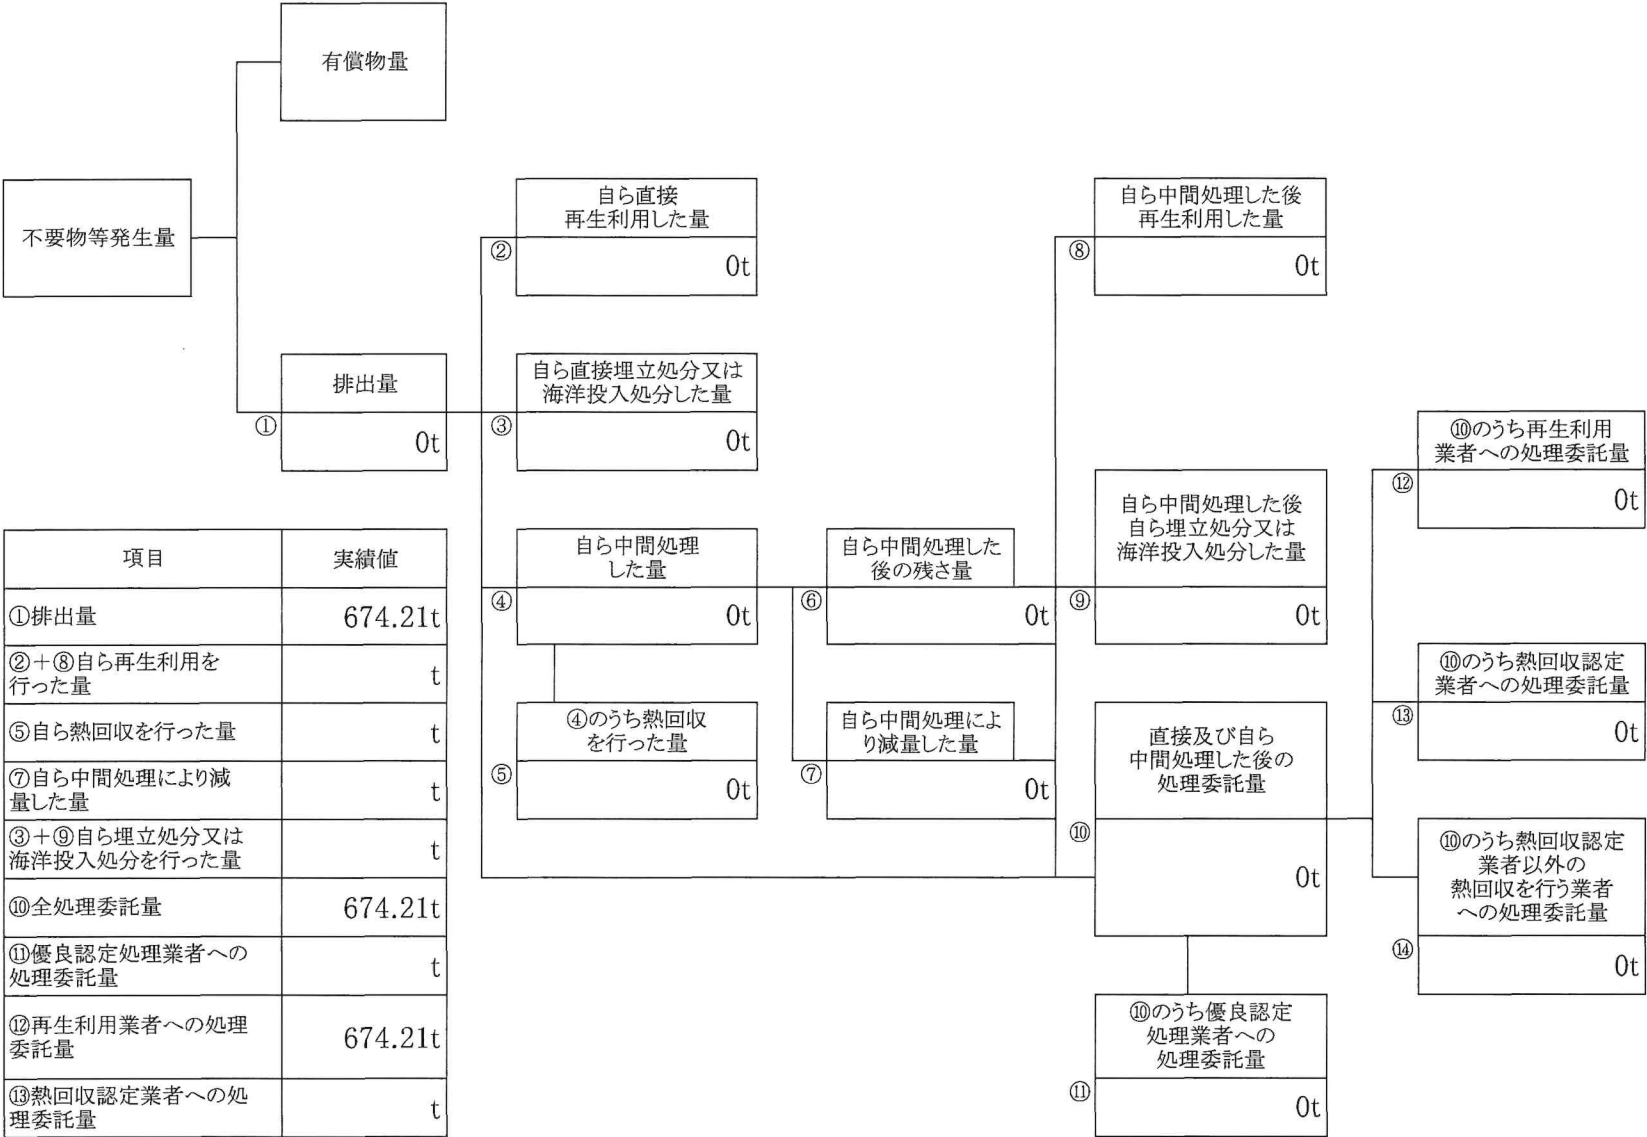 有償物量
不要物等発生量
自ら直接
再生利用した量
②
0t
自ら中間処理した後
再生利用した量
⑧
0t
排出量
①
0t
自ら直接埋立処分又は
海洋投入処分した量
③
0t
⑩のうち再生利用
業者への処理委託量
⑫
0t
自ら中間処理
した量
④
0t
自ら中間処理した
後の残さ量
⑥
0t
自ら中間処理した後
自ら埋立処分又は
海洋投入処分した量
⑨
0t
⑩のうち熱回収認定
業者への処理委託量
⑬
0t
④のうち熱回収
を行った量
⑤
0t
自ら中間処理によ
り減量した量
⑦
0t
直接及び自ら
中間処理した後の
処理委託量
⑩
0t
⑩のうち熱回収認定
業者以外の
熱回収を行う業者
への処理委託量
⑭
0t
⑩のうち優良認定
処理業者への
処理委託量
⑪
0t
項目 実績値
①排出量 674.21t
②+⑧自ら再生利用を
行った量 t
⑤自ら熱回収を行った量 t
⑦自ら中間処理により減
量した量 t
③+⑨自ら埋立処分又は
海洋投入処分を行った量 t
⑩全処理委託量 674.21t
⑪優良認定処理業者への
処理委託量 t
⑫再生利用業者への処理
委託量 674.21t
⑬熱回収認定業者への処
理委託量 t